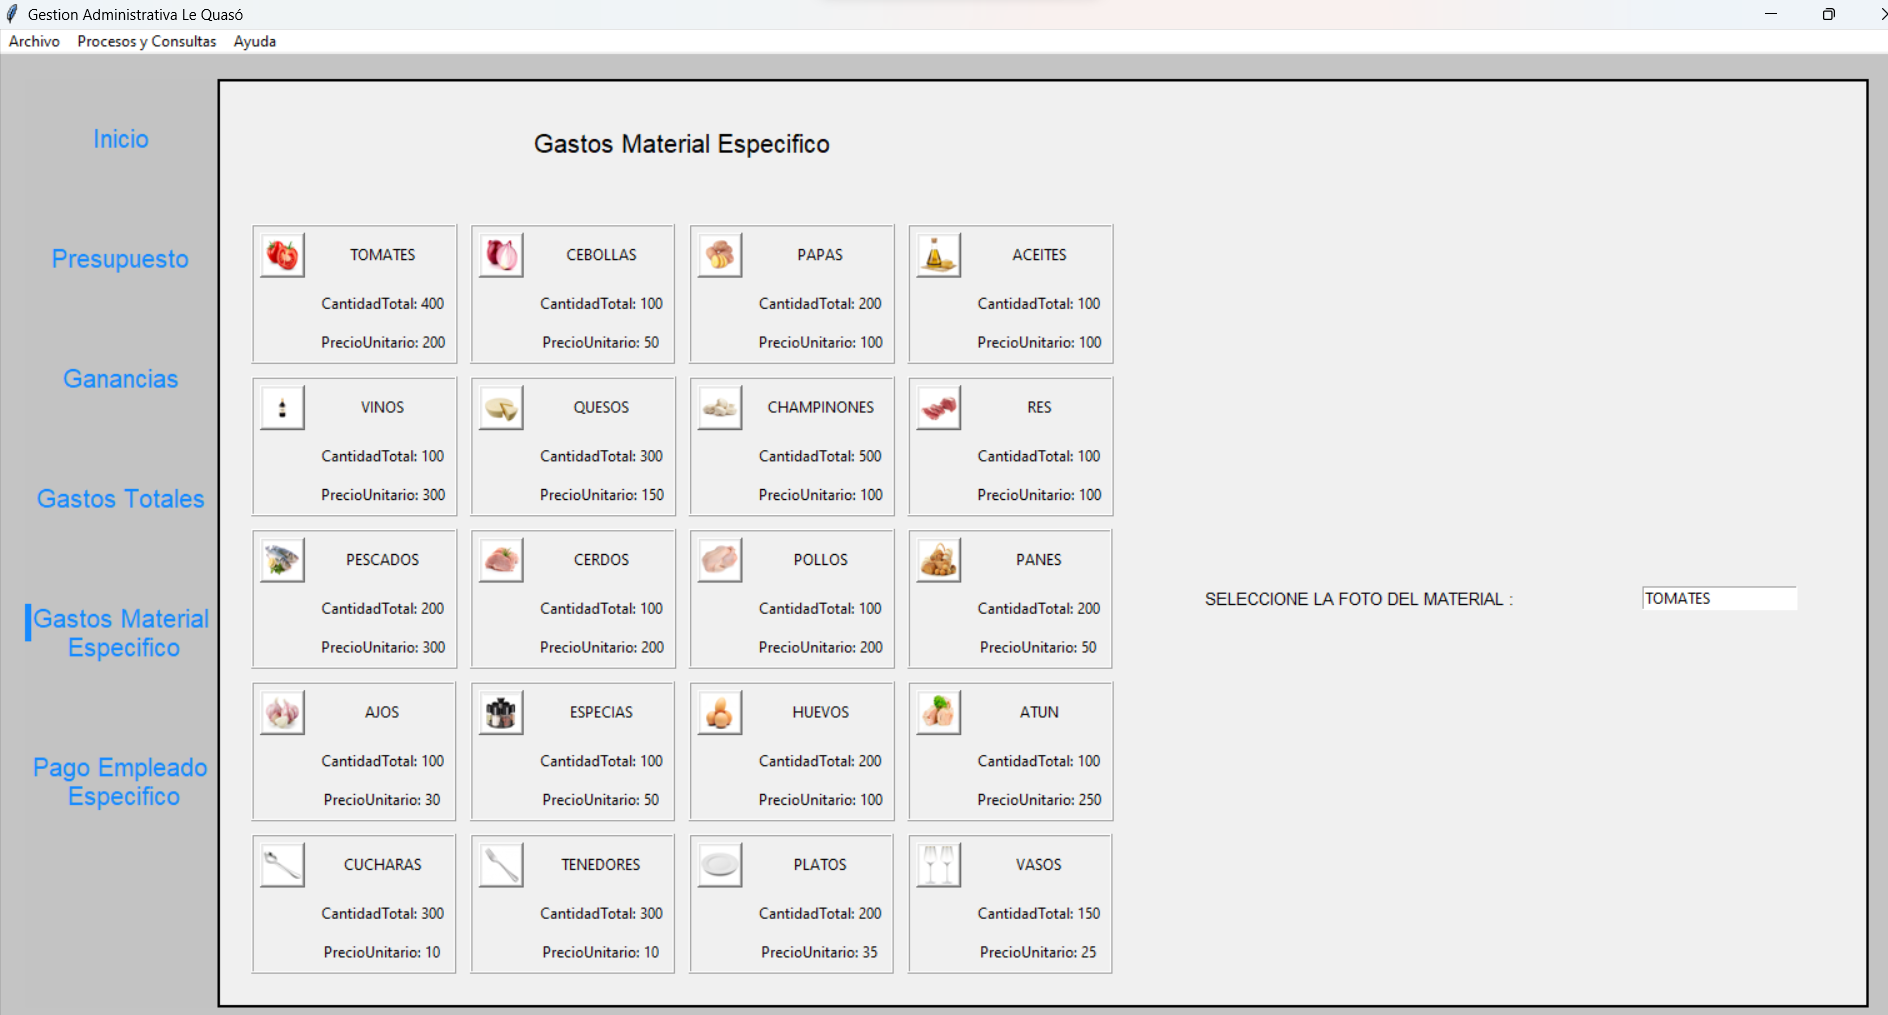 Gestion Administrativa Le Quasó
Archivo Procesos y Consultas Ayuda
Inicio
Presupuesto
Ganancias
Gastos Totales
Gastos Material
Especifico
Pago Empleado
Especifico
Gastos Material Especifico
TOMATES
CantidadTotal: 400
PrecioUnitario: 200
CEBOLLAS
CantidadTotal: 100
PrecioUnitario: 50
PAPAS
CantidadTotal: 200
PrecioUnitario: 100
ACEITES
CantidadTotal: 100
PrecioUnitario: 100
VINOS
CantidadTotal: 100
PrecioUnitario: 300
QUESOS
CantidadTotal: 300
PrecioUnitario: 150
CHAMPINONES
CantidadTotal: 500
PrecioUnitario: 100
RES
CantidadTotal: 100
PrecioUnitario: 100
PESCADOS
CantidadTotal: 200
PrecioUnitario: 300
CERDOS
CantidadTotal: 100
PrecioUnitario: 200
POLLOS
CantidadTotal: 100
PrecioUnitario: 200
PANES
CantidadTotal: 200
PrecioUnitario: 50
AJOS
CantidadTotal: 100
PrecioUnitario: 30
ESPECIAS
CantidadTotal: 100
PrecioUnitario: 50
HUEVOS
CantidadTotal: 200
PrecioUnitario: 100
ATUN
CantidadTotal: 100
PrecioUnitario: 250
CUCHARAS
CantidadTotal: 300
PrecioUnitario: 10
TENEDORES
CantidadTotal: 300
PrecioUnitario: 10
PLATOS
CantidadTotal: 200
PrecioUnitario: 35
VASOS
CantidadTotal: 150
PrecioUnitario: 25
SELECCIONE LA FOTO DEL MATERIAL : TOMATES